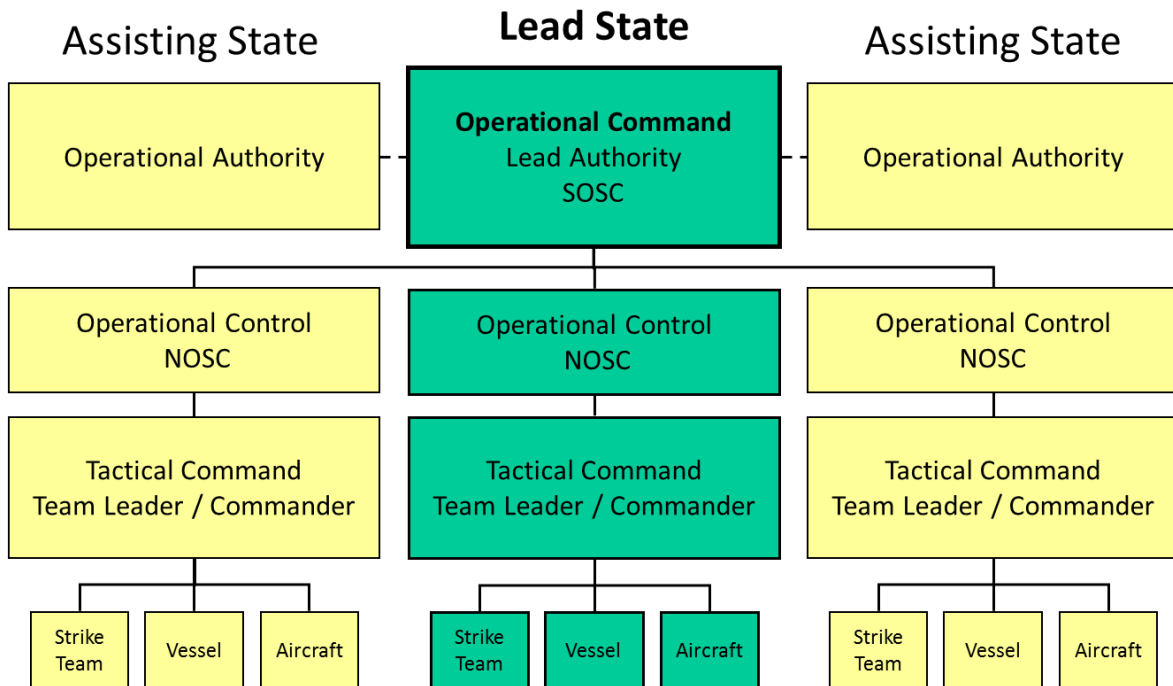 Assisting State
Lead State
Assisting State
Operational Authority
Operational Command
Lead Authority
SOSC
Operational Authority
Operational Control
NOSC
Operational Control
NOSC
Operational Control
NOSC
Tactical Command
Team Leader / Commander
Tactical Command
Team Leader / Commander
Tactical Command
Team Leader / Commander
Strike
Team
Vessel
Aircraft
Strike
Team
Vessel
Aircraft
Strike
Team
Vessel
Aircraft